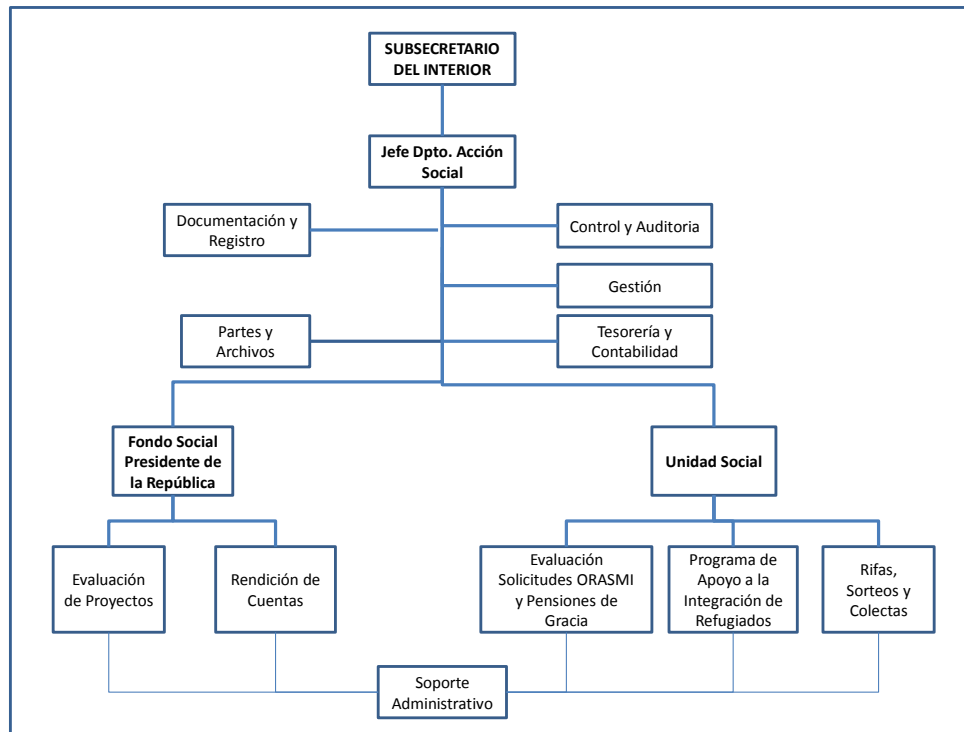 SUBSECRETARIO
DEL INTERIOR
Jefe Dpto. Acción
Social
Documentación y
Registro
Control y Auditoria
Gestión
Partes y
Archivos
Tesorería y
Contabilidad
Fondo Social
Presidente de
la República
Unidad Social
Evaluación
de Proyectos
Rendición de
Cuentas
Evaluación
Solicitudes ORASMI
y Pensiones de
Gracia
Programa de
Apoyo a la
Integración de
Refugiados
Rifas,
Sorteos y
Colectas
Soporte
Administrativo